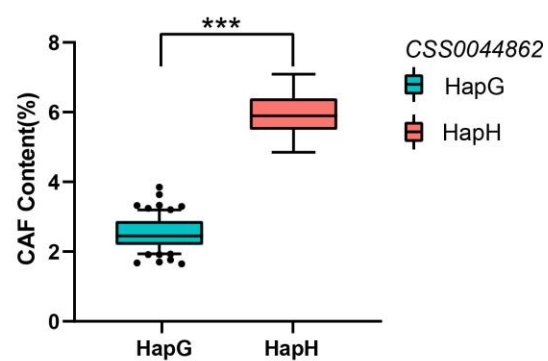 ***
CSS0044862
HapG
HapH
CAF Content(%)
8
6
4
2
0
HapG
HapH